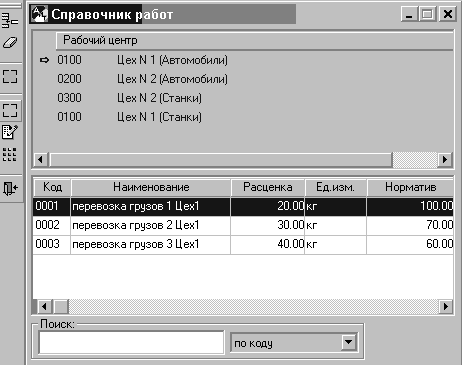 Справочник работ
Рабочий центр
0100 Цех N 1 (Автомобили)
0200 Цех N 2 (Автомобили)
0300 Цех N 2 (Станки)
0100 Цех N 1 (Станки)
Код Наименование Расценка Ед.изм. Норматив
0001 перевозка грузов 1 Цех1 20.00 кг 100.00
0002 перевозка грузов 2 Цех1 30.00 кг 70.00
0003 перевозка грузов 3 Цех1 40.00 кг 60.00
Поиск:
по коду